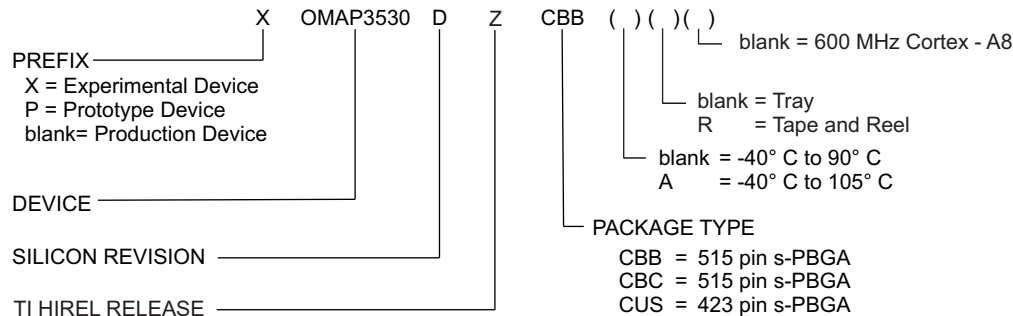 X OMAP3530 D Z CBB ( ) ( ) ( )
blank = 600 MHz Cortex - A8
PREFIX
X = Experimental Device
P = Prototype Device
blank= Production Device
blank = Tray
R = Tape and Reel
blank = -40° C to 90° C
A = -40° C to 105° C
DEVICE
PACKAGE TYPE
CBB = 515 pin s-PBGA
CBC = 515 pin s-PBGA
CUS = 423 pin s-PBGA
SILICON REVISION
TI HIREL RELEASE